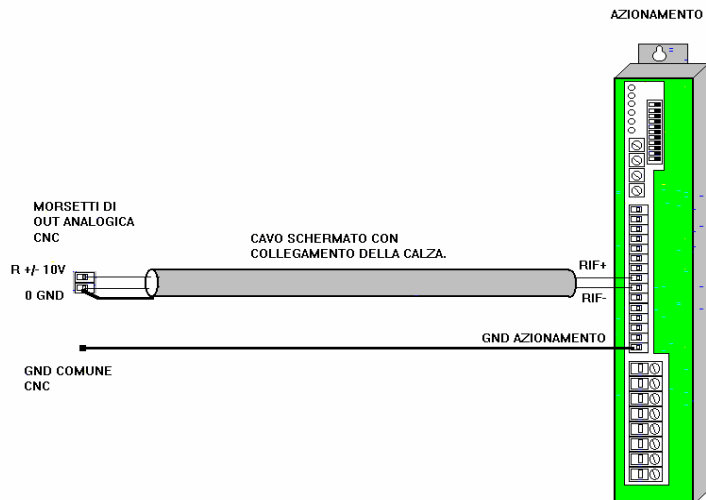 AZIONAMENTO
MORSETTI DI
OUT ANALOGICA
CNC
CAVO SCHERMATO CON
COLLEGAMENTO DELLA CALZA.
R +/- 10V
RIF+
0 GND
RIF-
GND AZIONAMENTO
GND COMUNE
CNC